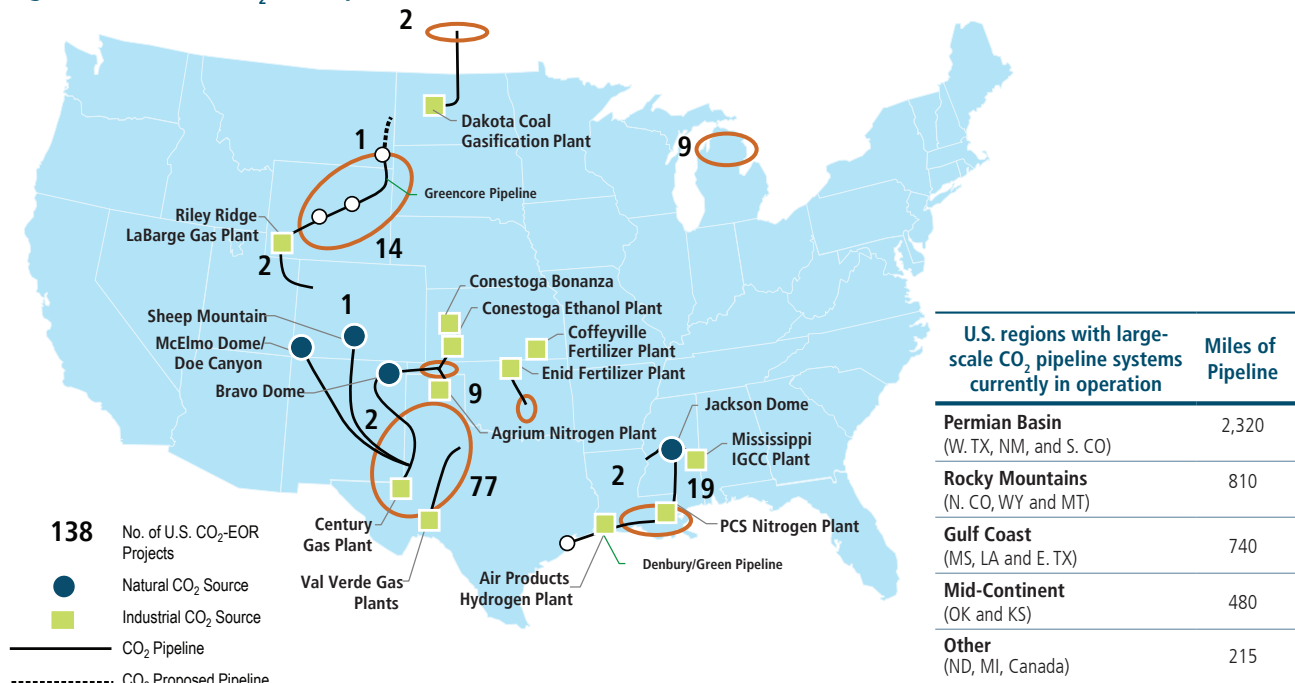 2
Dakota Coal
Gasification Plant
1
9
Greencore Pipeline
Riley Ridge
LaBarge Gas Plant
14
2
Conestoga Bonanza
1
Conestoga Ethanol Plant
Sheep Mountain
McElmo Dome/
Doe Canyon
Coffeyville
Fertilizer Plant
Enid Fertilizer Plant
Bravo Dome
9
2
Agrium Nitrogen Plant
Jackson Dome
Mississippi
IGCC Plant
2
19
77
PCS Nitrogen Plant
Century
Gas Plant
Val Verde Gas
Plants
Air Products
Hydrogen Plant
Denbury/Green Pipeline
138 No. of U.S. CO₂-EOR
Projects
Natural CO₂ Source
Industrial CO₂ Source
CO₂ Pipeline
CO₂ Proposed Pipeline
U.S. regions with large-
scale CO₂ pipeline systems
currently in operation
Miles of
Pipeline
Permian Basin
(W. TX, NM, and S. CO)
2,320
Rocky Mountains
(N. CO, WY and MT)
810
Gulf Coast
(MS, LA and E. TX)
740
Mid-Continent
(OK and KS)
480
Other
(ND, MI, Canada)
215